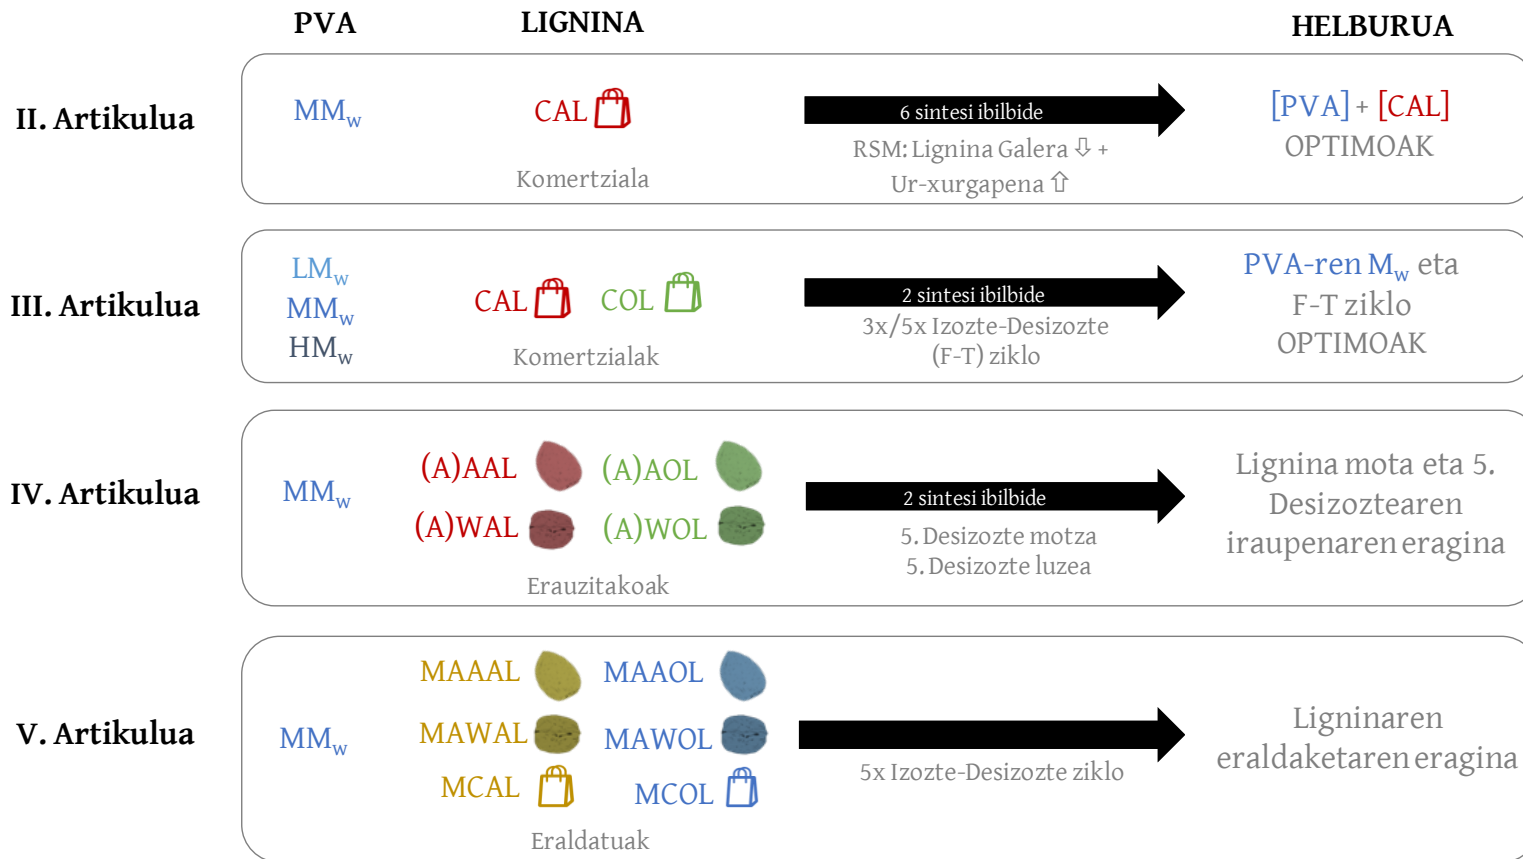 PVA LIGNINA HELBURUA
II. Artikulua
MMw
CAL
Komertziala
6 sintesi ibilbide
RSM: Lignina Galera ⇩ +
Ur-xurgapena ⇧
[PVA] + [CAL]
OPTIMOAK
III. Artikulua
LMw
MMw
HMw
CAL COL
Komertzialak
2 sintesi ibilbide
3x/5x Izozte-Desizozte
(F-T) ziklo
PVA-ren Mw eta
F-T ziklo
OPTIMOAK
IV. Artikulua
MMw
(A)AAL (A)AOL
(A)WAL (A)WOL
Erauzitakoak
2 sintesi ibilbide
5. Desizozte motza
5. Desizozte luzea
Lignina mota eta 5.
Desizoztearen
iraupenaren eragina
V. Artikulua
MMw
MAAAL MAAOL
MAWAL MAWOL
MCAL MCOL
Eraldatuak
5x Izozte-Desizozte ziklo
Ligninaren
eraldaketaren eragina